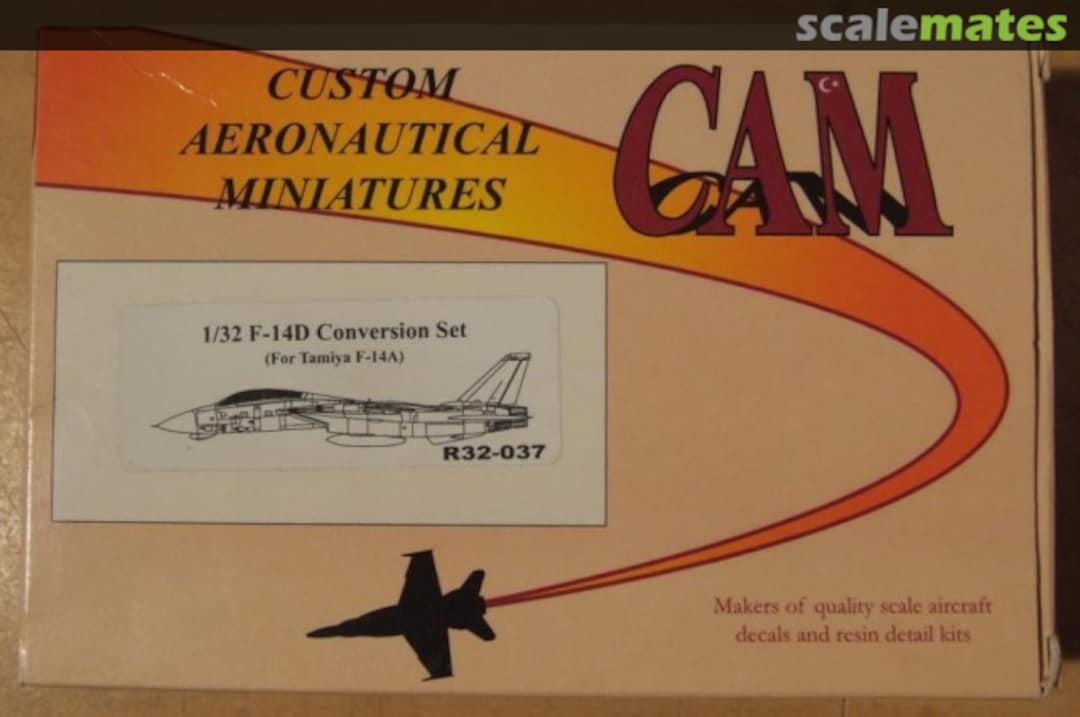 scalemates
CUSTOM
AERONAUTICAL
MINIATURES
CAM
1/32 F-14D Conversion Set
(For Tamiya F-14A)
R32-037
Makers of quality scale aircraft
decals and resin detail kits